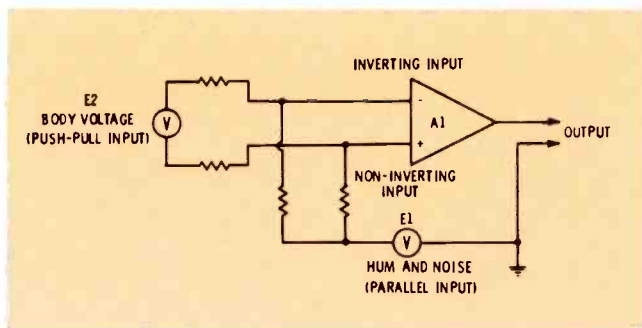 E2
BODY VOLTAGE
(PUSH-PULL INPUT)
V
INVERTING INPUT
-
A1
+
NON-INVERTING
INPUT
OUTPUT
E1
V
HUM AND NOISE
(PARALLEL INPUT)